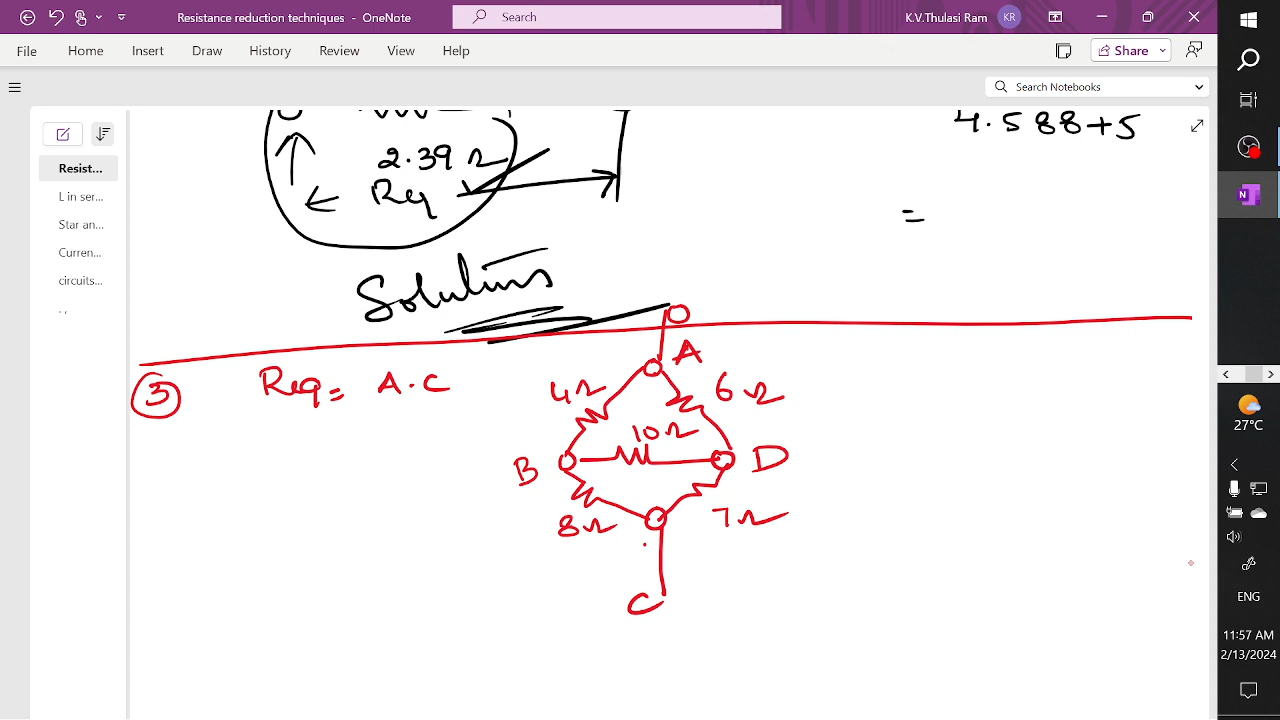 Resistance reduction techniques - OneNote
Search
K.V.Thulasi Ram
KR
File Home Insert Draw History Review View Help
Share
Search Notebooks
Resist...
L in ser...
Star an...
Curren...
circuits...
. ,
2.39 Ω
Req
4.588+5
=
Solutions
3
Req = A.C
A
4Ω
6Ω
10Ω
B
D
8Ω
7Ω
C
27°C
ENG
11:57 AM
2/13/2024